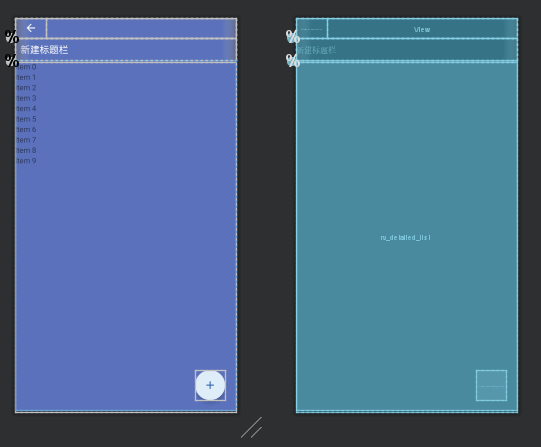 %
新建标题栏
%
Item 0
Item 1
Item 2
Item 3
Item 4
Item 5
Item 6
Item 7
Item 8
Item 9
+
%
View
新建标题栏
%
rv_detailed_list